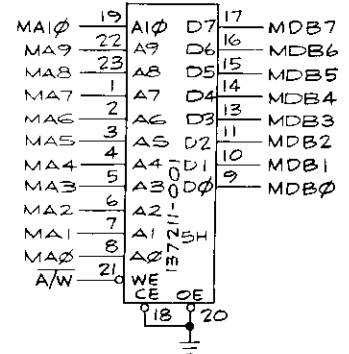 MA10 19 A10 D7 17 MDB7
MA9 22 A9 D6 16 MDB6
MA8 23 A8 D5 15 MDB5
MA7 1 A7 D4 14 MDB4
MA6 2 A6 D3 13 MDB3
MA5 3 A5 D2 11 MDB2
MA4 4 A4 D1 10 MDB1
MA3 5 A3 D0 9 MDB0
MA2 6 A2
MA1 7 A1 5H
MA0 8 A0
A/W 21 WE
CE OE
18 20
137211-001